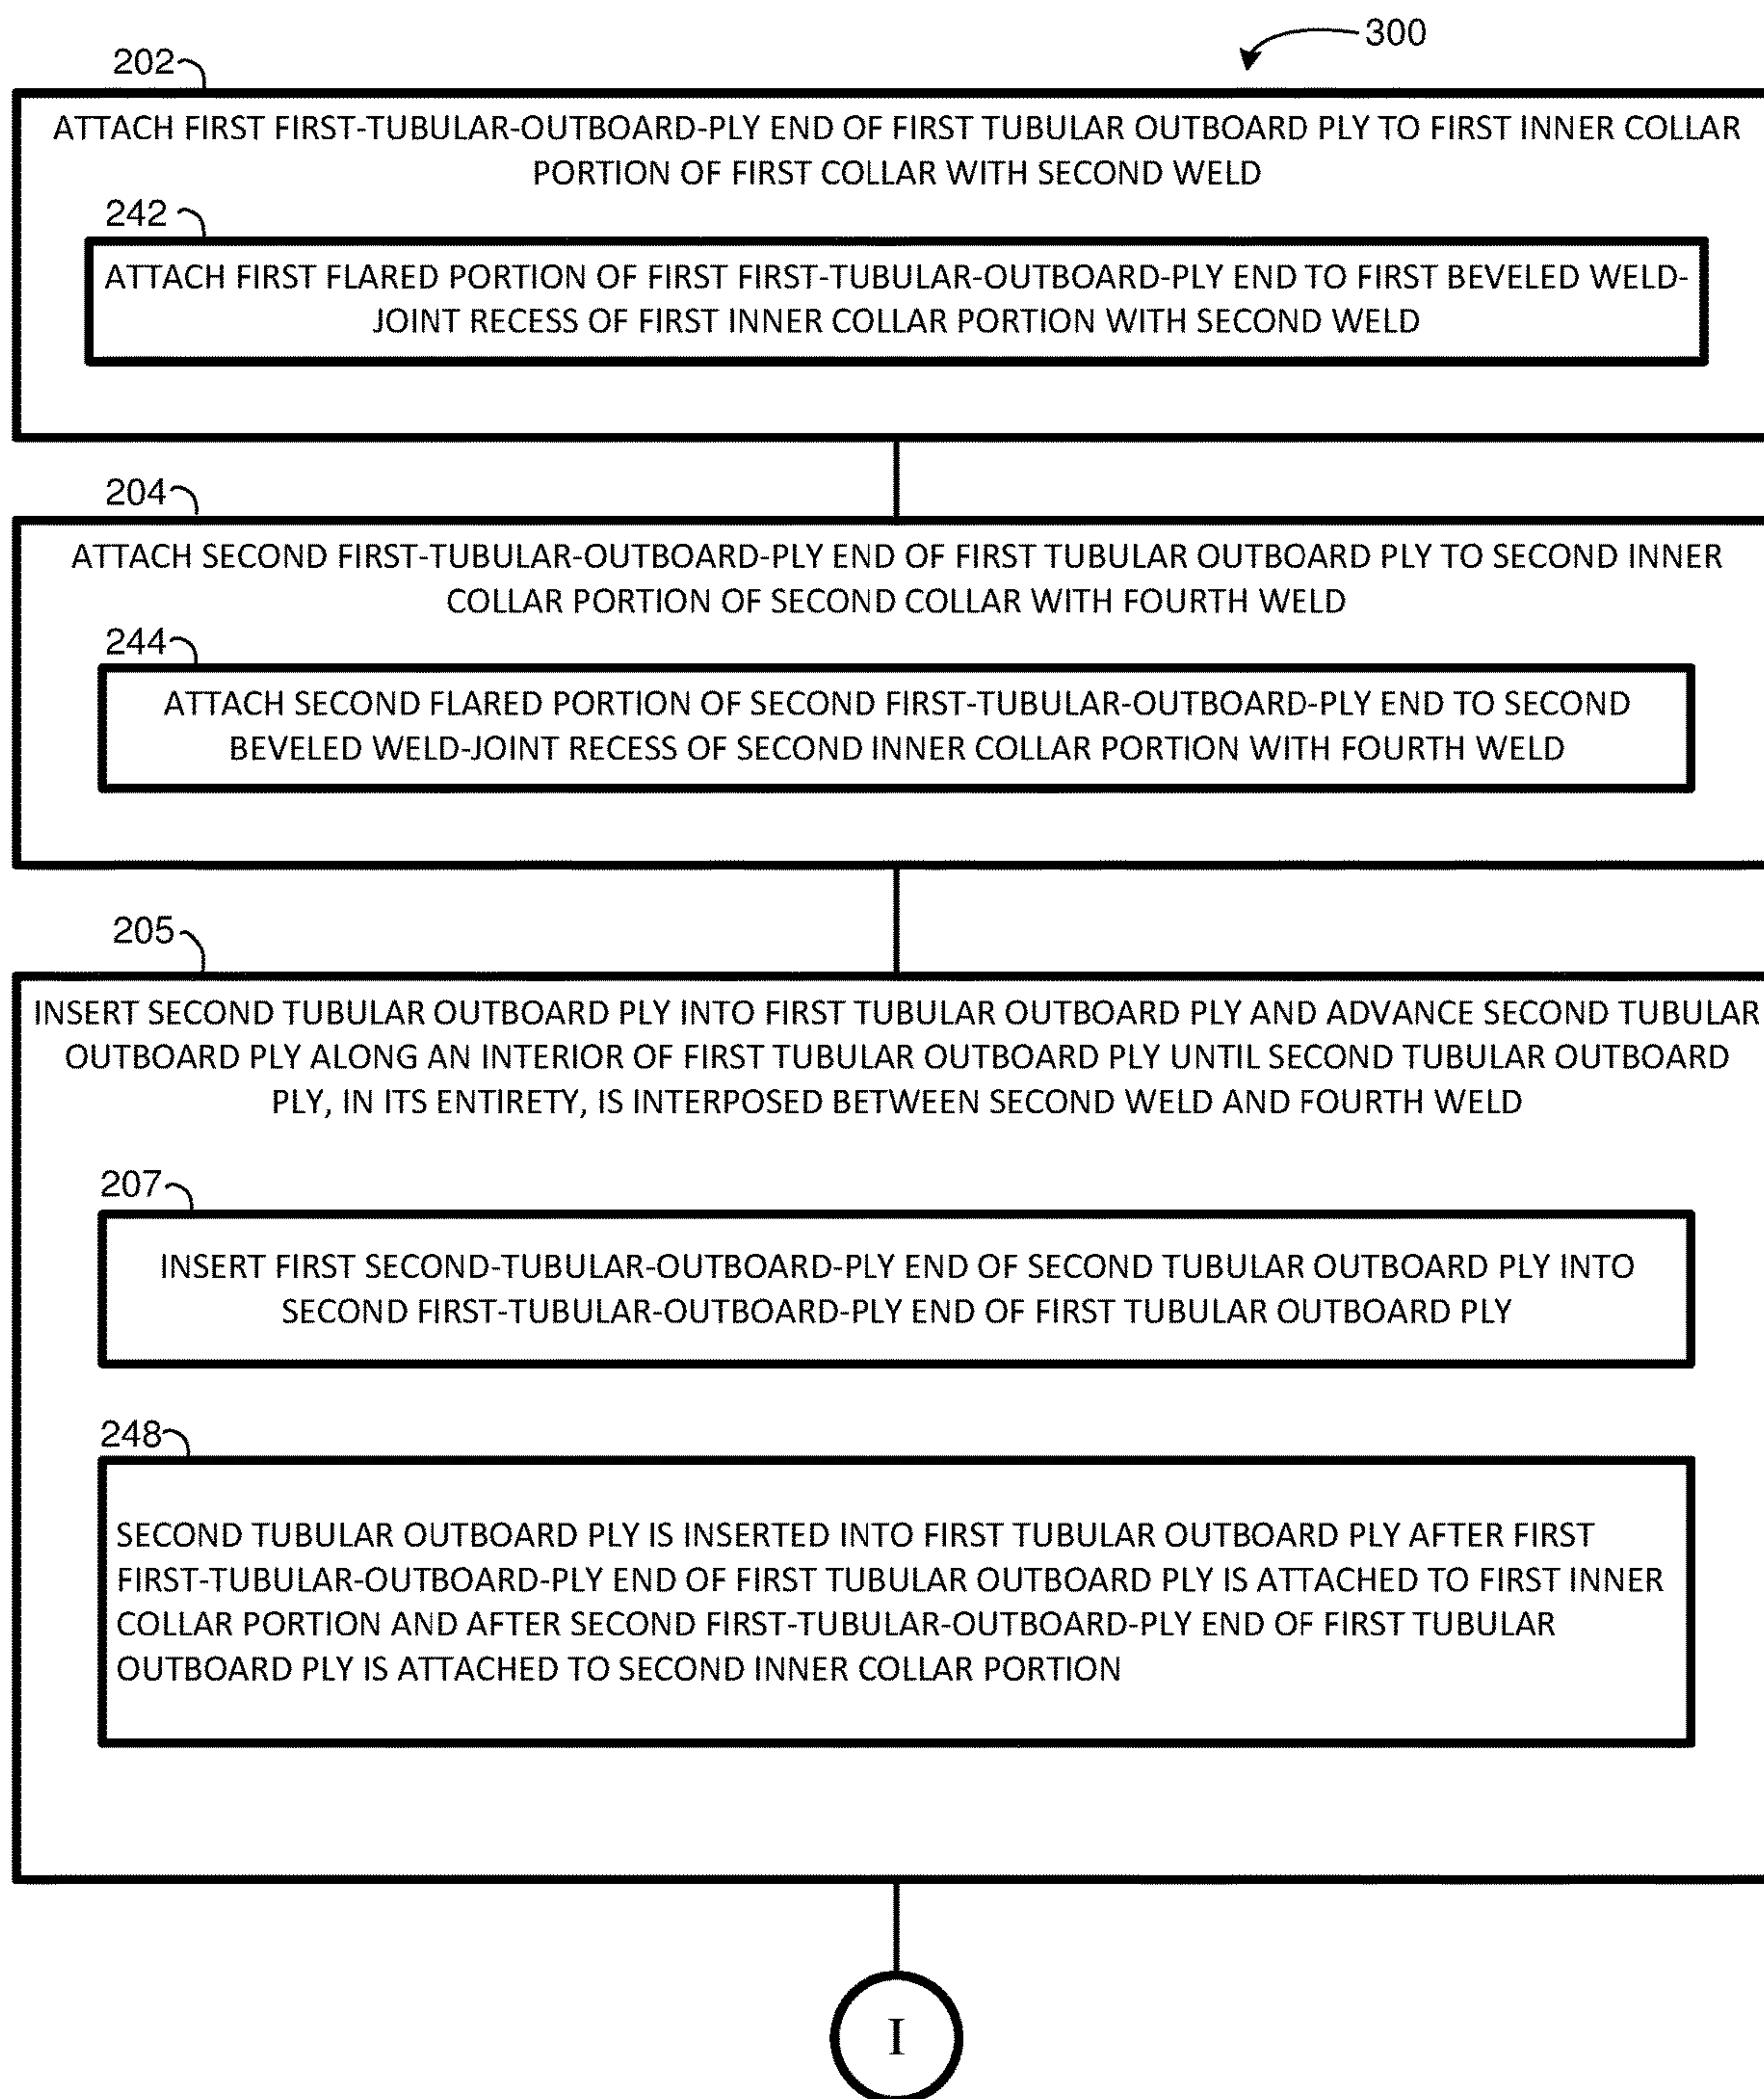 300
202
ATTACH FIRST FIRST-TUBULAR-OUTBOARD-PLY END OF FIRST TUBULAR OUTBOARD PLY TO FIRST INNER COLLAR
PORTION OF FIRST COLLAR WITH SECOND WELD
242
ATTACH FIRST FLARED PORTION OF FIRST FIRST-TUBULAR-OUTBOARD-PLY END TO FIRST BEVELED WELD-
JOINT RECESS OF FIRST INNER COLLAR PORTION WITH SECOND WELD
204
ATTACH SECOND FIRST-TUBULAR-OUTBOARD-PLY END OF FIRST TUBULAR OUTBOARD PLY TO SECOND INNER
COLLAR PORTION OF SECOND COLLAR WITH FOURTH WELD
244
ATTACH SECOND FLARED PORTION OF SECOND FIRST-TUBULAR-OUTBOARD-PLY END TO SECOND
BEVELED WELD-JOINT RECESS OF SECOND INNER COLLAR PORTION WITH FOURTH WELD
205
INSERT SECOND TUBULAR OUTBOARD PLY INTO FIRST TUBULAR OUTBOARD PLY AND ADVANCE SECOND TUBULAR
OUTBOARD PLY ALONG AN INTERIOR OF FIRST TUBULAR OUTBOARD PLY UNTIL SECOND TUBULAR OUTBOARD
PLY, IN ITS ENTIRETY, IS INTERPOSED BETWEEN SECOND WELD AND FOURTH WELD
207
INSERT FIRST SECOND-TUBULAR-OUTBOARD-PLY END OF SECOND TUBULAR OUTBOARD PLY INTO
SECOND FIRST-TUBULAR-OUTBOARD-PLY END OF FIRST TUBULAR OUTBOARD PLY
248
SECOND TUBULAR OUTBOARD PLY IS INSERTED INTO FIRST TUBULAR OUTBOARD PLY AFTER FIRST
FIRST-TUBULAR-OUTBOARD-PLY END OF FIRST TUBULAR OUTBOARD PLY IS ATTACHED TO FIRST INNER
COLLAR PORTION AND AFTER SECOND FIRST-TUBULAR-OUTBOARD-PLY END OF FIRST TUBULAR
OUTBOARD PLY IS ATTACHED TO SECOND INNER COLLAR PORTION
I